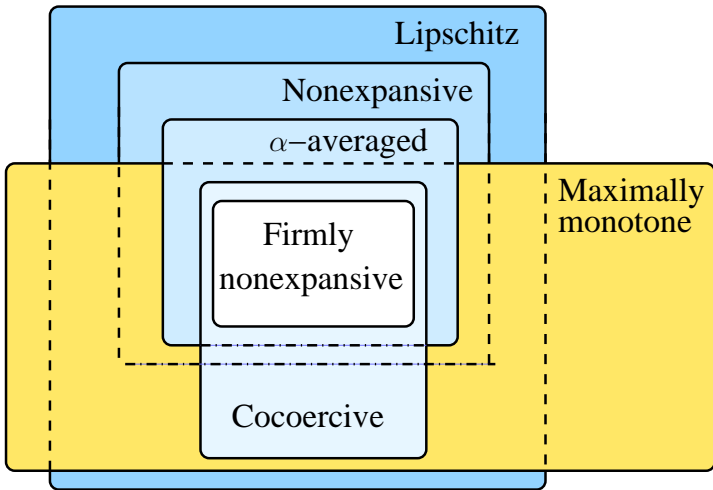 Lipschitz
Nonexpansive
α−averaged
Maximally
monotone
Firmly
nonexpansive
Cocoercive